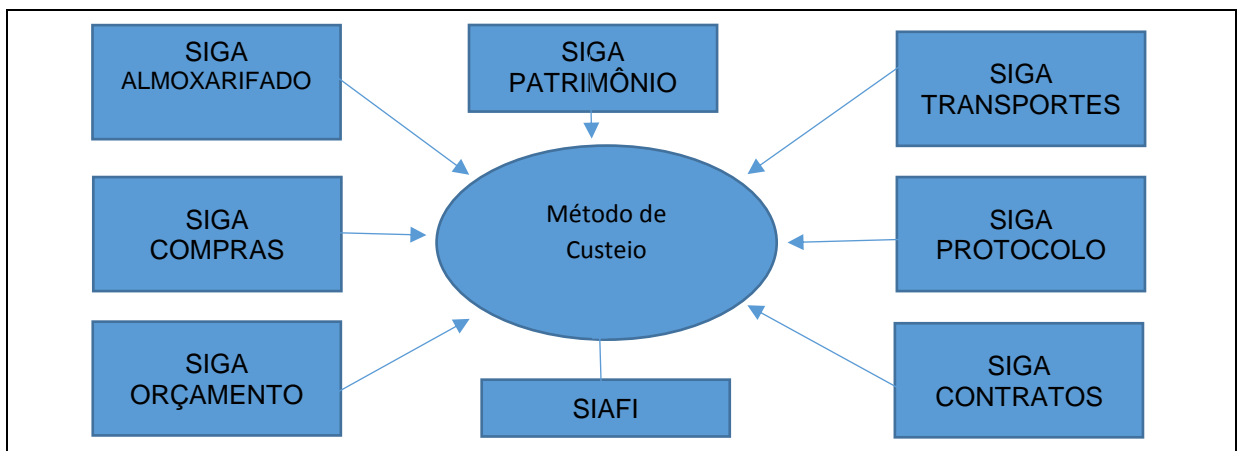 SIGA
ALMOXARIFADO
SIGA
PATRIMÔNIO
SIGA
TRANSPORTES
SIGA
COMPRAS
Método de
Custeio
SIGA
PROTOCOLO
SIGA
ORÇAMENTO
SIAFI
SIGA
CONTRATOS